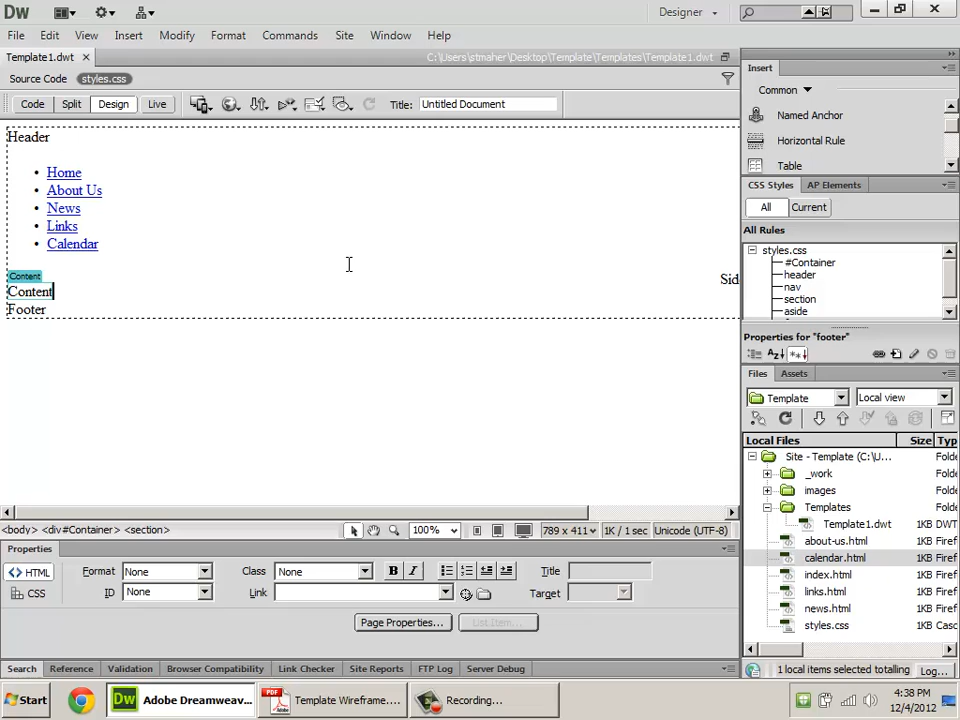 Dw
Designer
File Edit View Insert Modify Format Commands Site Window Help
Template1.dwt
C:\Users\stmaher\Desktop\Template\Templates\Template1.dwt
Source Code styles.css
Code Split Design Live
Title: Untitled Document
Header
Home
About Us
News
Links
Calendar
Content
Content
Sid
Footer
Insert
Common
Named Anchor
Horizontal Rule
Table
CSS Styles AP Elements
All Current
All Rules
styles.css
#Container
header
nav
section
aside
Properties for "footer"
Files Assets
Template Local view
Local Files Size Typ
Site - Template (C:\U... Folde
_work Folde
images Folde
Templates Folde
Template1.dwt 1KB DWT
about-us.html 1KB Firef
calendar.html 1KB Firef
index.html 1KB Firef
links.html 1KB Firef
news.html 1KB Firef
styles.css 1KB Casc
1 local items selected totalling Log...
<body> <div#Container> <section>
100% 789 x 411 1K / 1 sec Unicode (UTF-8)
Properties
HTML Format None Class None B I Title
CSS ID None Link Target
Page Properties... List Item...
Search Reference Validation Browser Compatibility Link Checker Site Reports FTP Log Server Debug
Start Adobe Dreamweav... Template Wireframe.... Recording... 4:38 PM
12/4/2012